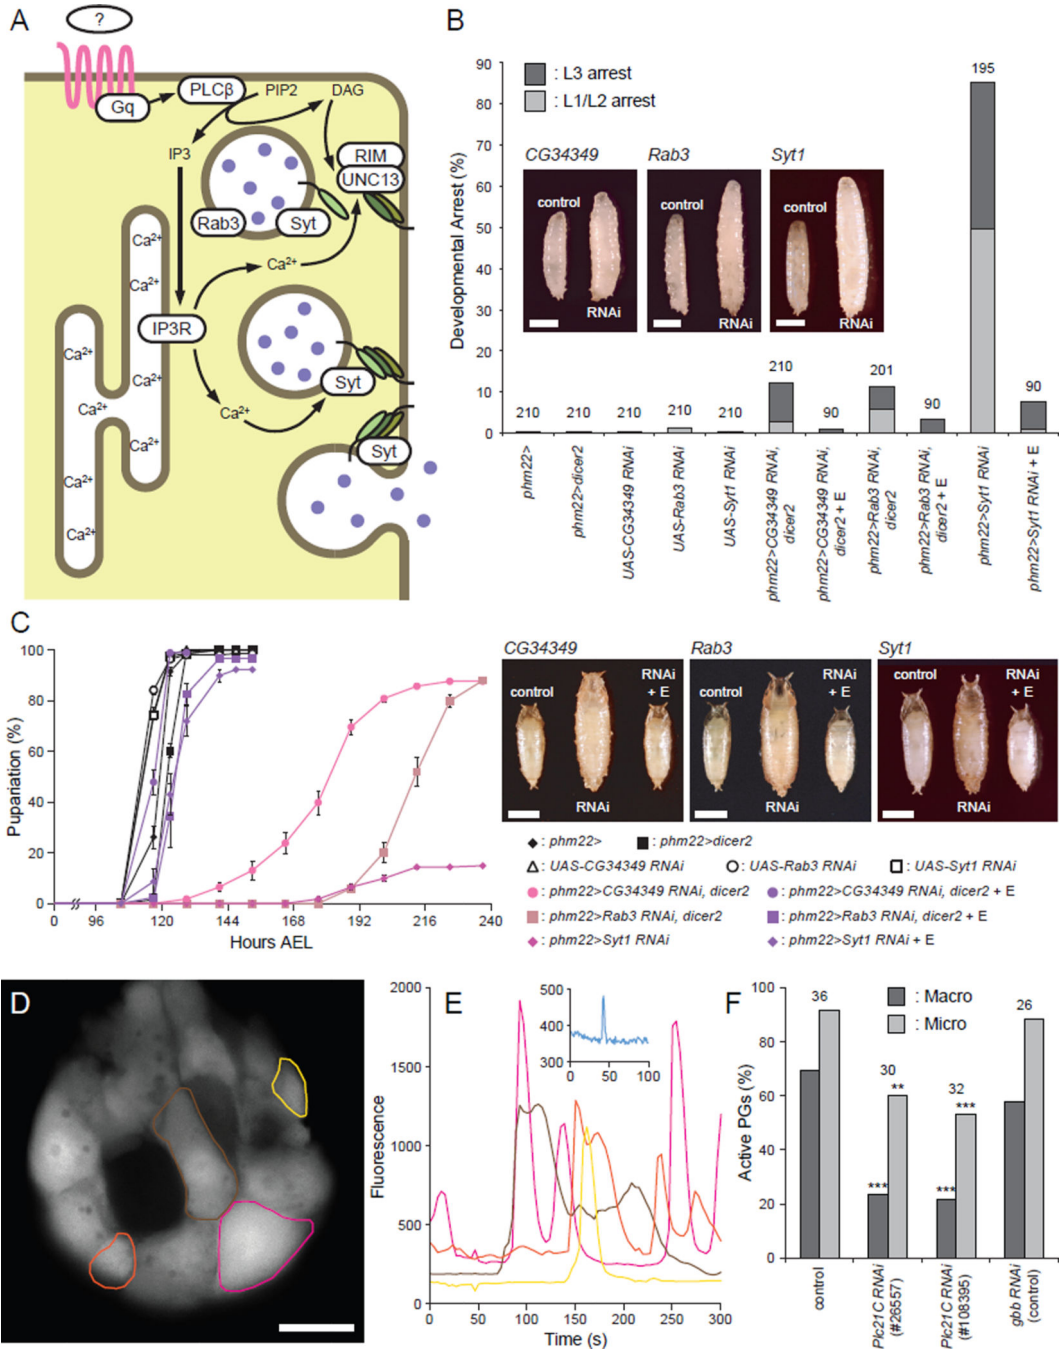 A
?
Gq
PLCβ
PIP2
DAG
IP3
RIM
UNC13
Rab3
Syt
Ca2+
Ca2+
Ca2+
IP3R
Ca2+
Ca2+
Ca2+
Ca2+
Syt
Ca2+
Ca2+
Syt
Ca2+
Ca2+
B
Developmental Arrest (%)
90
80
70
60
50
40
30
20
10
0
: L3 arrest
: L1/L2 arrest
CG34349
Rab3
Syt1
control
control
control
RNAi
RNAi
RNAi
210
210
210
210
210
210
90
201
90
195
90
phm22>
phm22>dicer2
UAS-CG34349 RNAi
UAS-Rab3 RNAi
UAS-Syt1 RNAi
phm22>CG34349 RNAi,
dicer2
phm22>CG34349 RNAi,
dicer2 + E
phm22>Rab3 RNAi,
dicer2
phm22>Rab3 RNAi,
dicer2 + E
phm22>Syt1 RNAi
phm22>Syt1 RNAi + E
C
Pupariation (%)
100
80
60
40
20
0
0
96
120
144
168
192
216
240
Hours AEL
CG34349
Rab3
Syt1
control
RNAi
+ E
RNAi
control
RNAi
+ E
RNAi
control
RNAi
+ E
RNAi
: phm22>
: phm22>dicer2
: UAS-CG34349 RNAi
: UAS-Rab3 RNAi
: UAS-Syt1 RNAi
: phm22>CG34349 RNAi, dicer2
: phm22>CG34349 RNAi, dicer2 + E
: phm22>Rab3 RNAi, dicer2
: phm22>Rab3 RNAi, dicer2 + E
: phm22>Syt1 RNAi
: phm22>Syt1 RNAi + E
D
E
Fluorescence
2000
1500
1000
500
0
0
50
100
150
200
250
300
Time (s)
500
400
300
0
50
100
F
Active PGs (%)
100
80
60
40
20
0
: Macro
: Micro
36
30
32
26
***
**
***
***
control
Plc21C RNAi
(#26557)
Plc21C RNAi
(#108395)
gbb RNAi
(control)